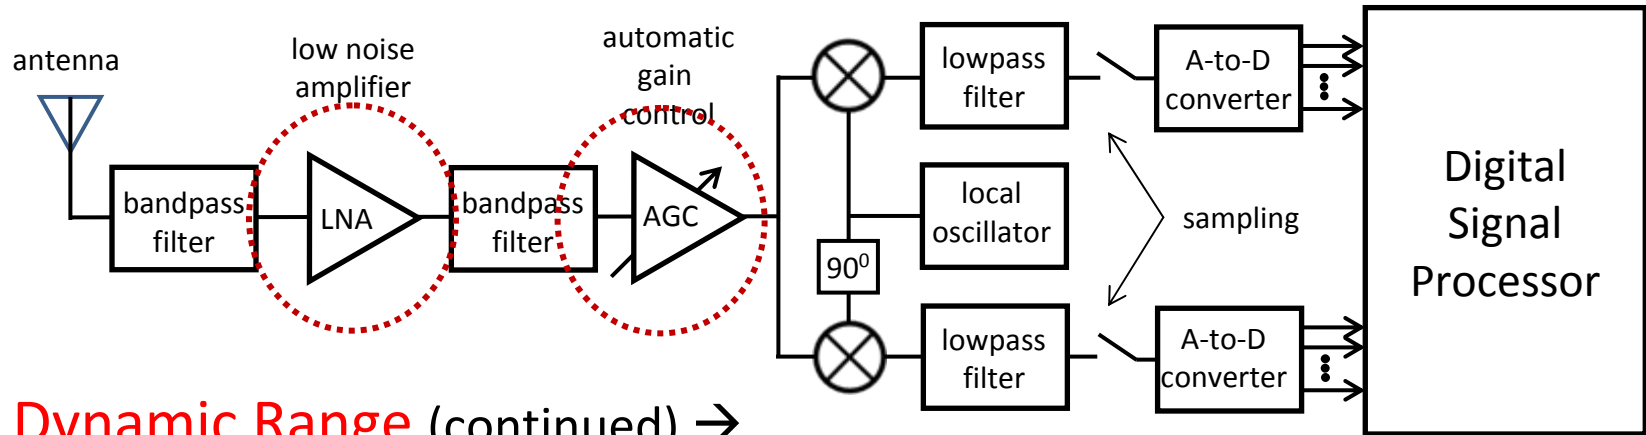 antenna
low noise
amplifier
automatic
gain
control
bandpass
filter
LNA
bandpass
filter
AGC
lowpass
filter
local
oscillator
90⁰
lowpass
filter
sampling
A-to-D
converter
A-to-D
converter
Digital
Signal
Processor
Dynamic Range (continued) →